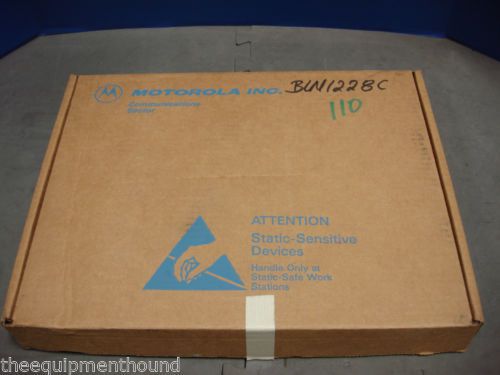 MOTOROLA INC. BLN1228C
Communications
Sector
110
ATTENTION
Static-Sensitive
Devices
Handle Only at
Static-Safe Work
Stations
theequipmenthound